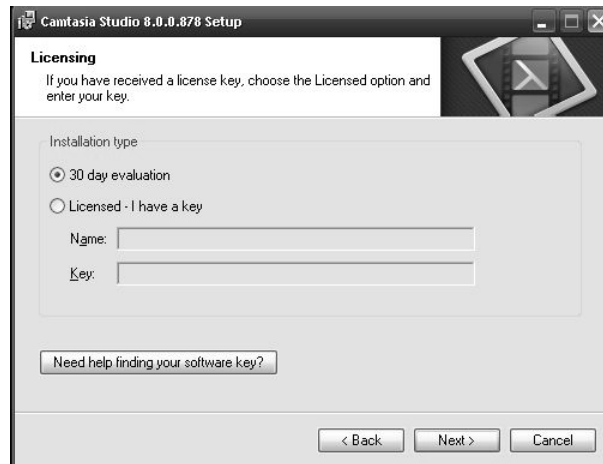 Camtasia Studio 8.0.0.878 Setup
Licensing
If you have received a license key, choose the Licensed option and
enter your key.
Installation type
30 day evaluation
Licensed - I have a key
Name:
Key:
Need help finding your software key?
< Back
Next >
Cancel